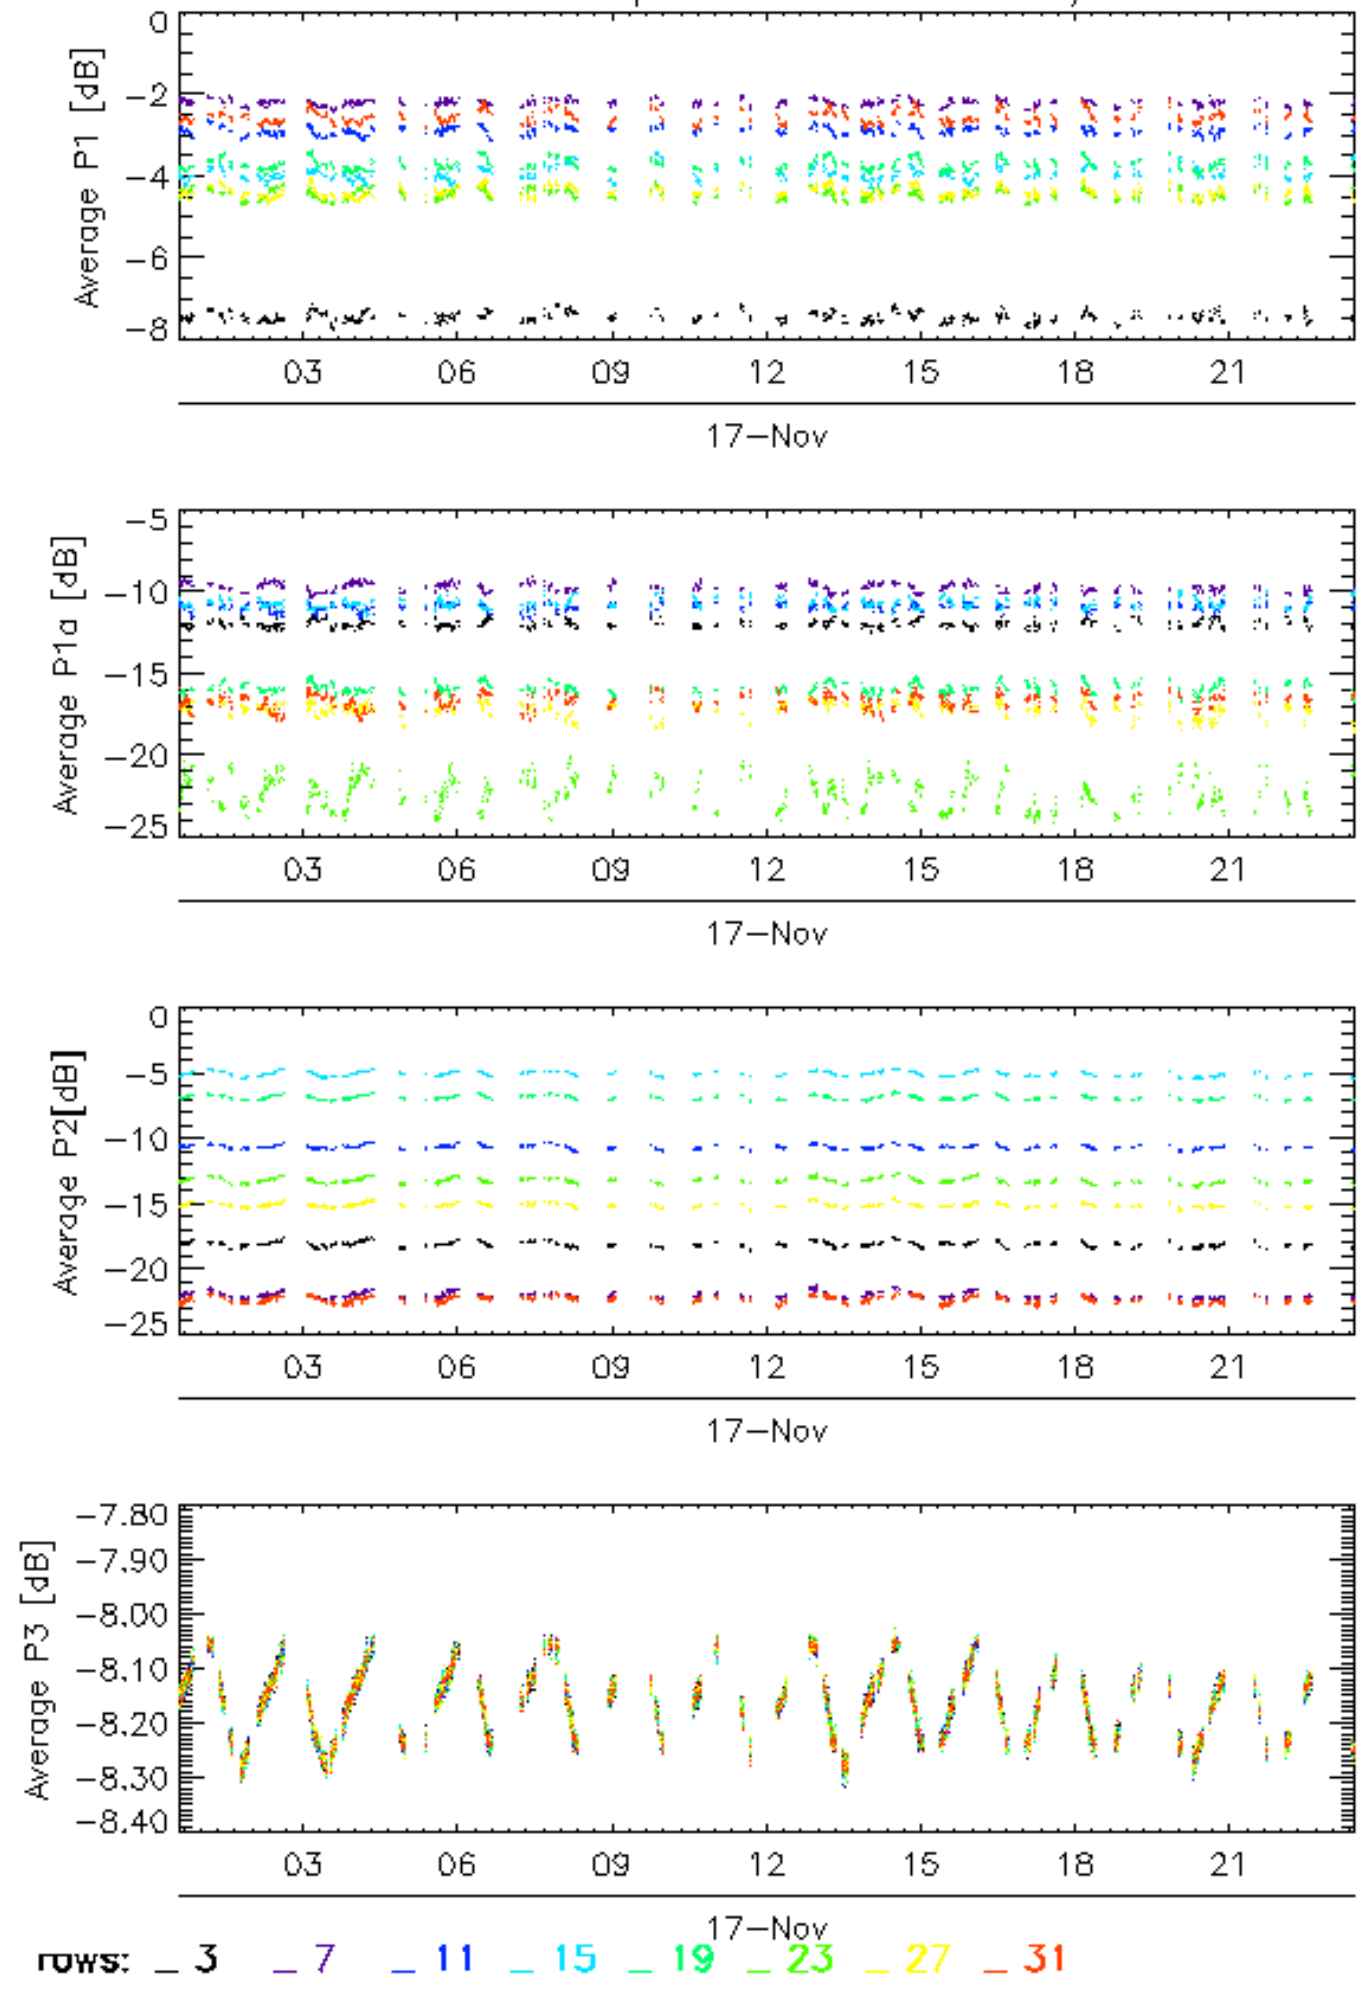 Average P1 [dB]
0
−2
−4
−6
−8
03 06 09 12 15 18 21
17−Nov
Average P1a [dB]
−5
−10
−15
−20
−25
03 06 09 12 15 18 21
17−Nov
Average P2[dB]
0
−5
−10
−15
−20
−25
03 06 09 12 15 18 21
17−Nov
Average P3 [dB]
−7.80
−7.90
−8.00
−8.10
−8.20
−8.30
−8.40
03 06 09 12 15 18 21
17−Nov
rows: _ 3 _ 7 _ 11 _ 15 _ 19 _ 23 _ 27 _ 31